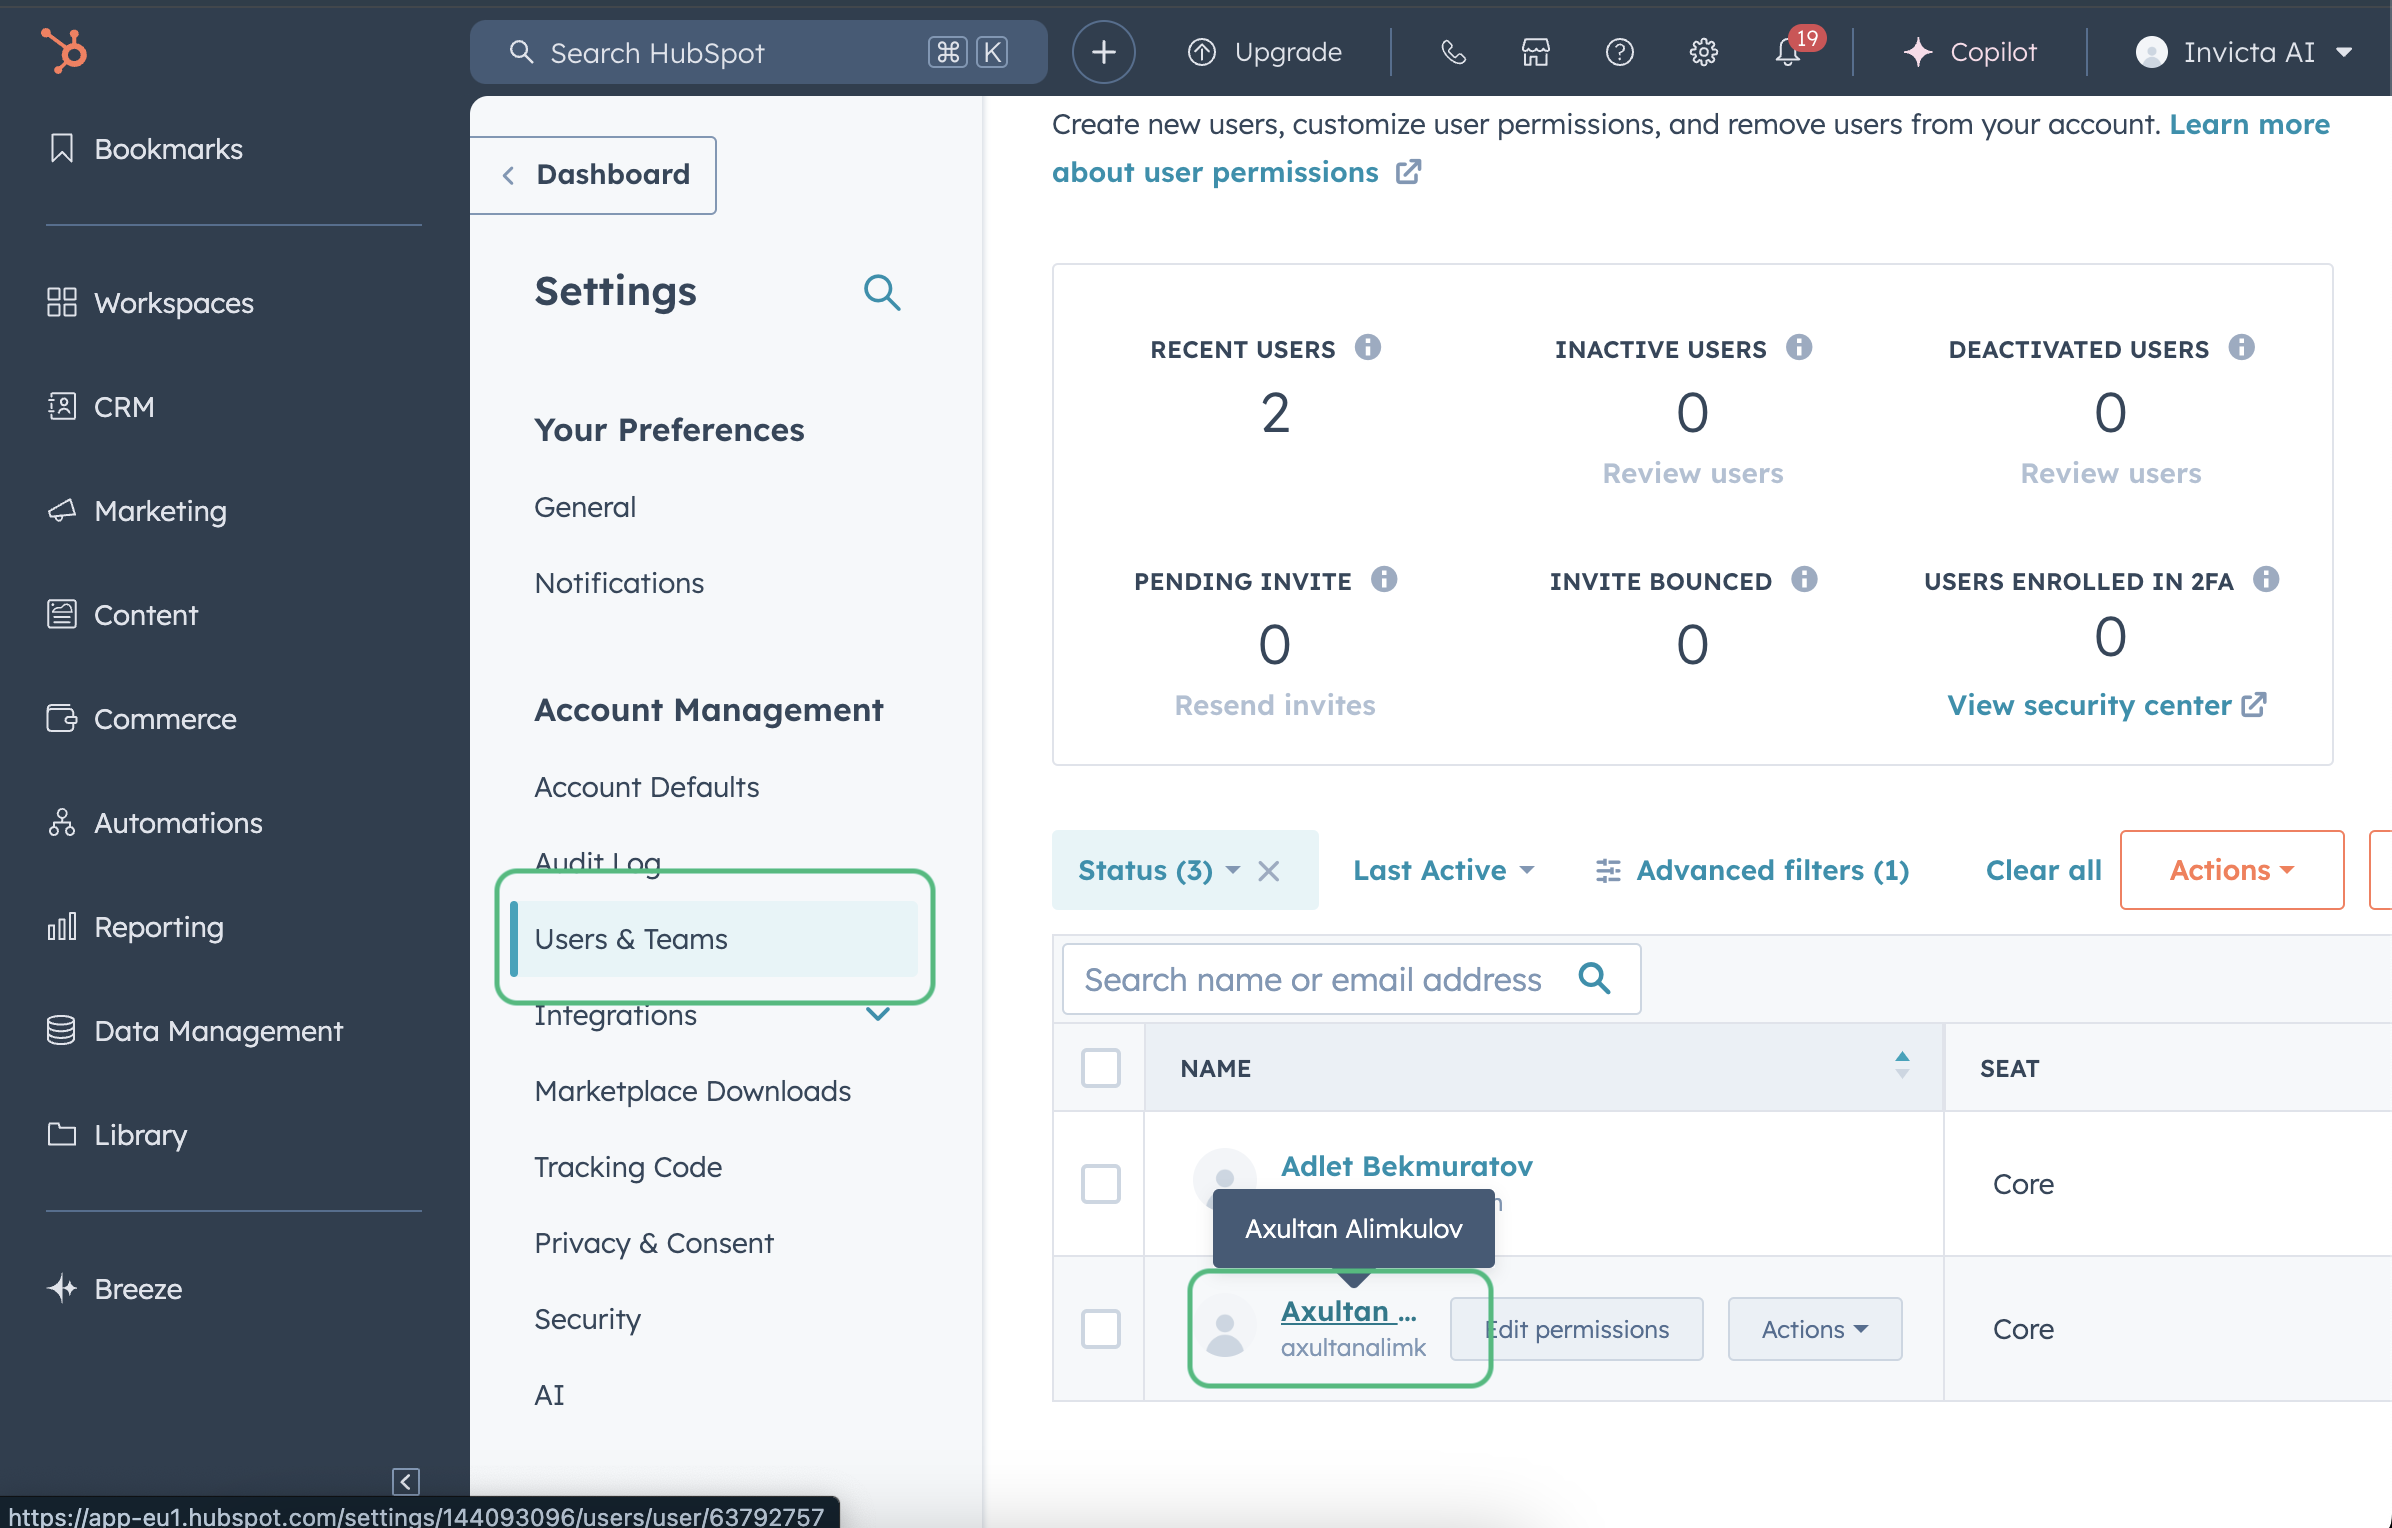 Search HubSpot
⌘ K
Upgrade
19
Copilot
Invicta AI
Bookmarks
Workspaces
CRM
Marketing
Content
Commerce
Automations
Reporting
Data Management
Library
Breeze
Dashboard
Settings
Your Preferences
General
Notifications
Account Management
Account Defaults
Audit Log
Users & Teams
Integrations
Marketplace Downloads
Tracking Code
Privacy & Consent
Security
AI
Create new users, customize user permissions, and remove users from your account. Learn more
about user permissions
RECENT USERS
2
INACTIVE USERS
0
Review users
DEACTIVATED USERS
0
Review users
PENDING INVITE
0
Resend invites
INVITE BOUNCED
0
USERS ENROLLED IN 2FA
0
View security center
Status (3)
Last Active
Advanced filters (1)
Clear all
Actions
Search name or email address
NAME
SEAT
Adlet Bekmuratov
Core
Axultan Alimkulov
Axultan ...
axultanalimk
Edit permissions
Actions
Core
https://app-eu1.hubspot.com/settings/144093096/users/user/63792757